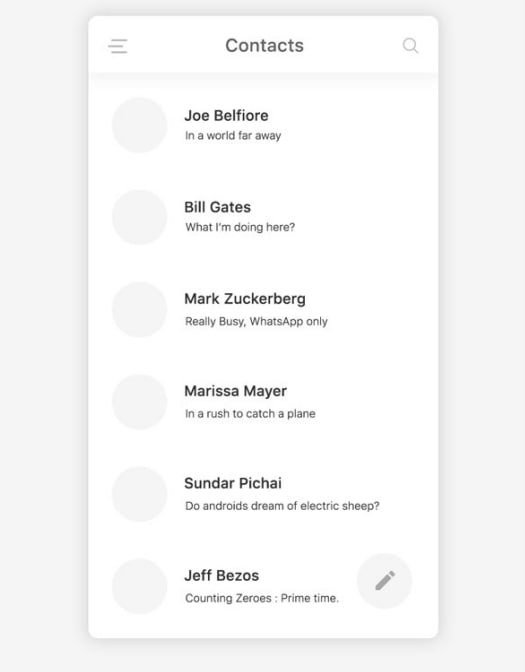 Contacts
Joe Belfiore
In a world far away
Bill Gates
What I'm doing here?
Mark Zuckerberg
Really Busy, WhatsApp only
Marissa Mayer
In a rush to catch a plane
Sundar Pichai
Do androids dream of electric sheep?
Jeff Bezos
Counting Zeroes : Prime time.